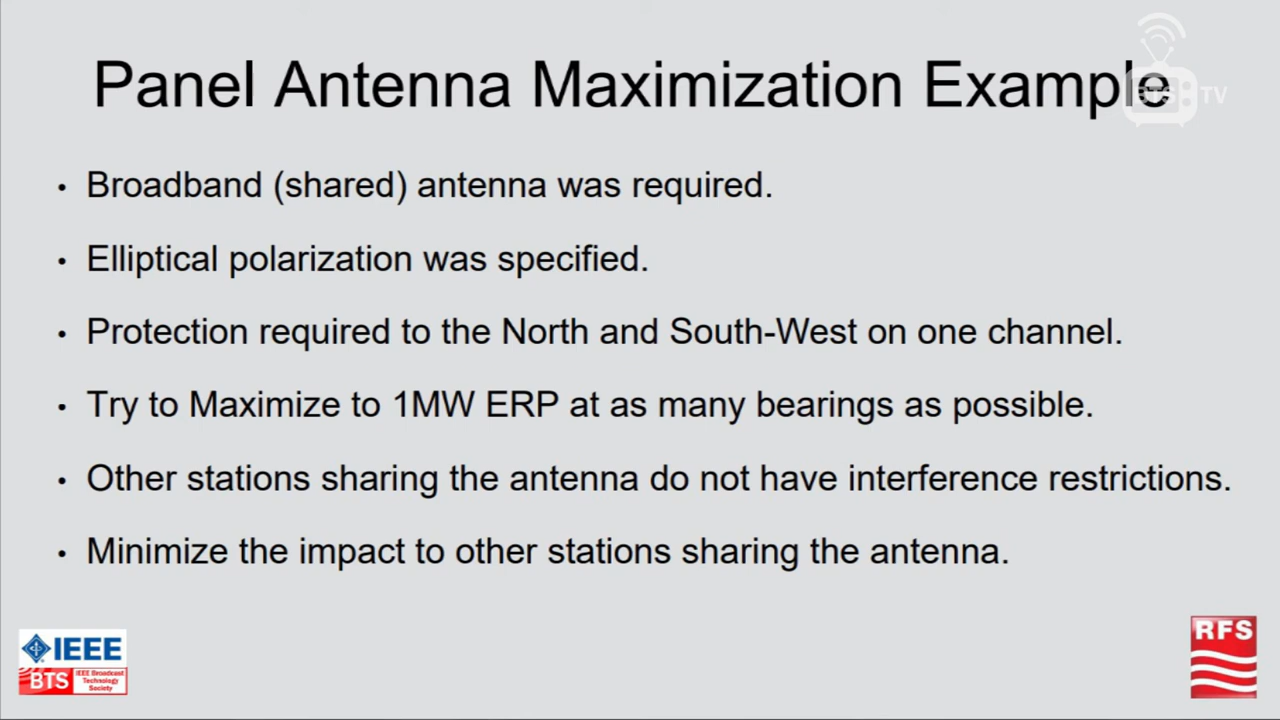 Panel Antenna Maximization Example
BTS TV
• Broadband (shared) antenna was required.
• Elliptical polarization was specified.
• Protection required to the North and South-West on one channel.
• Try to Maximize to 1MW ERP at as many bearings as possible.
• Other stations sharing the antenna do not have interference restrictions.
• Minimize the impact to other stations sharing the antenna.
IEEE
BTS
IEEE Broadcast
Technology
Society
RFS